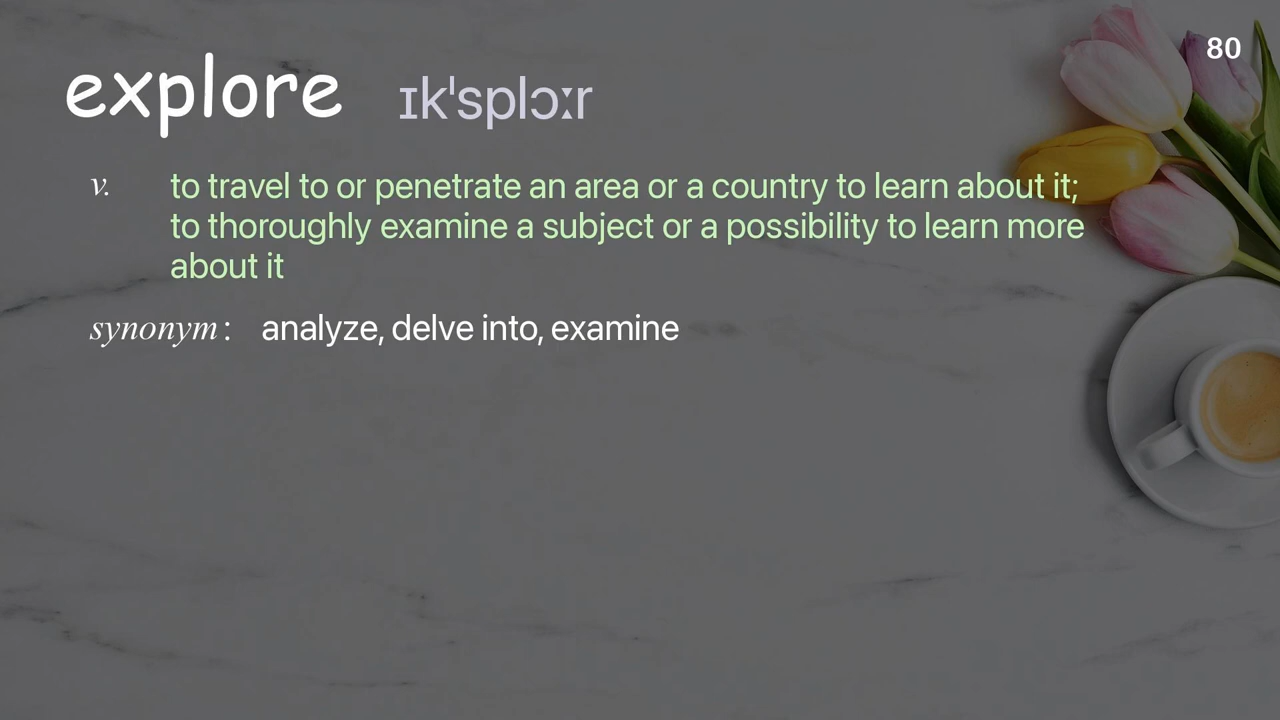 80
explore ɪkˈsplɔːr
v. to travel to or penetrate an area or a country to learn about it;
to thoroughly examine a subject or a possibility to learn more
about it
synonym : analyze, delve into, examine